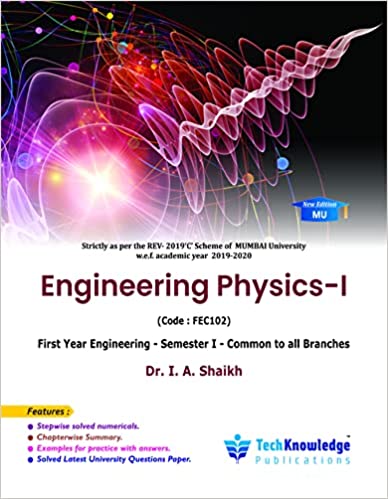 New Edition
MU
Strictly as per the REV- 2019'C' Scheme of MUMBAI University
w.e.f. academic year 2019-2020
Engineering Physics-I
(Code : FEC102)
First Year Engineering - Semester I - Common to all Branches
Dr. I. A. Shaikh
Features :
Stepwise solved numericals.
Chapterwise Summary.
Examples for practice with answers.
Solved Latest University Questions Paper.
TechKnowledge™
Publications